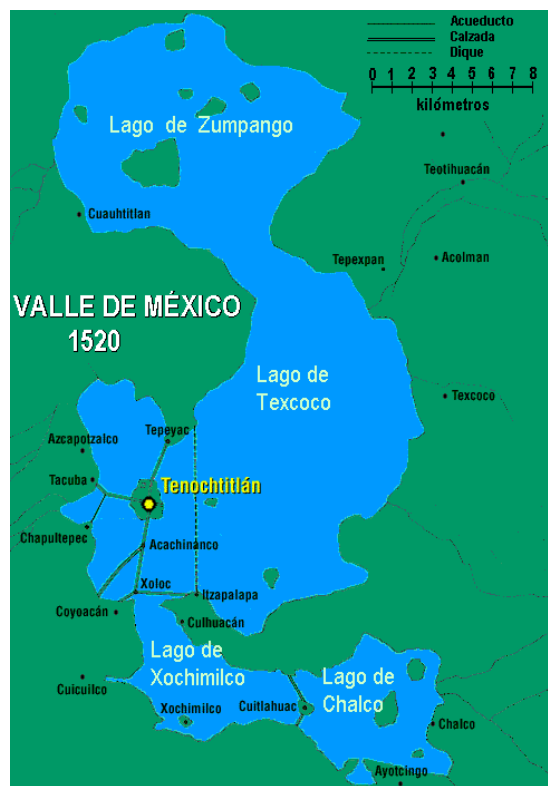 Acueducto
Calzada
Dique
0 1 2 3 4 5 6 7 8
kilómetros
Lago de Zumpango
Teotihuacán
Cuauhtitlan
Tepexpan
Acolman
VALLE DE MÉXICO
1520
Lago de
Texcoco
Texcoco
Azcapotzalco
Tepeyac
Tacuba
Tenochtitlán
Chapultepec
Acachinanco
Xoloc
Itzapalapa
Coyoacán
Culhuacán
Lago de
Xochimilco
Cuicuilco
Lago de
Chalco
Xochimilco
Cuitlahuac
Chalco
Ayotcingo